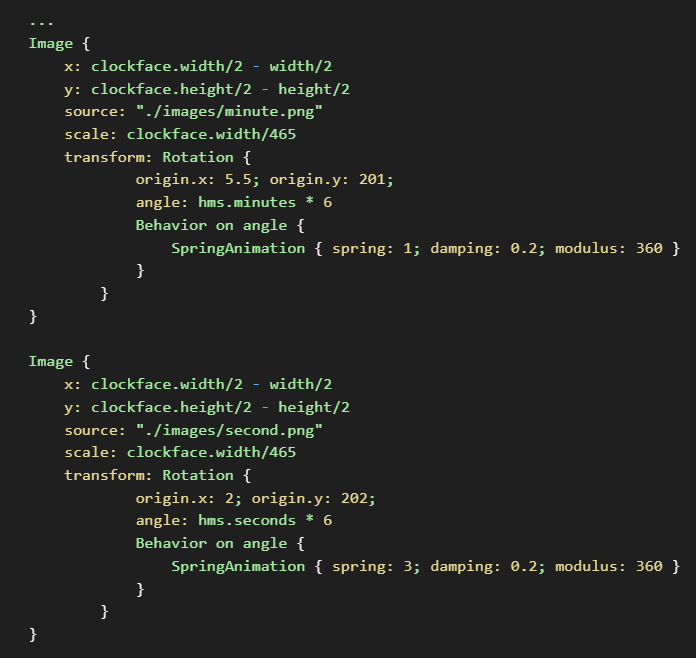 ...
Image {
    x: clockface.width/2 - width/2
    y: clockface.height/2 - height/2
    source: "./images/minute.png"
    scale: clockface.width/465
    transform: Rotation {
            origin.x: 5.5; origin.y: 201;
            angle: hms.minutes * 6
            Behavior on angle {
                SpringAnimation { spring: 1; damping: 0.2; modulus: 360 }
            }
        }
}

Image {
    x: clockface.width/2 - width/2
    y: clockface.height/2 - height/2
    source: "./images/second.png"
    scale: clockface.width/465
    transform: Rotation {
            origin.x: 2; origin.y: 202;
            angle: hms.seconds * 6
            Behavior on angle {
                SpringAnimation { spring: 3; damping: 0.2; modulus: 360 }
            }
        }
}